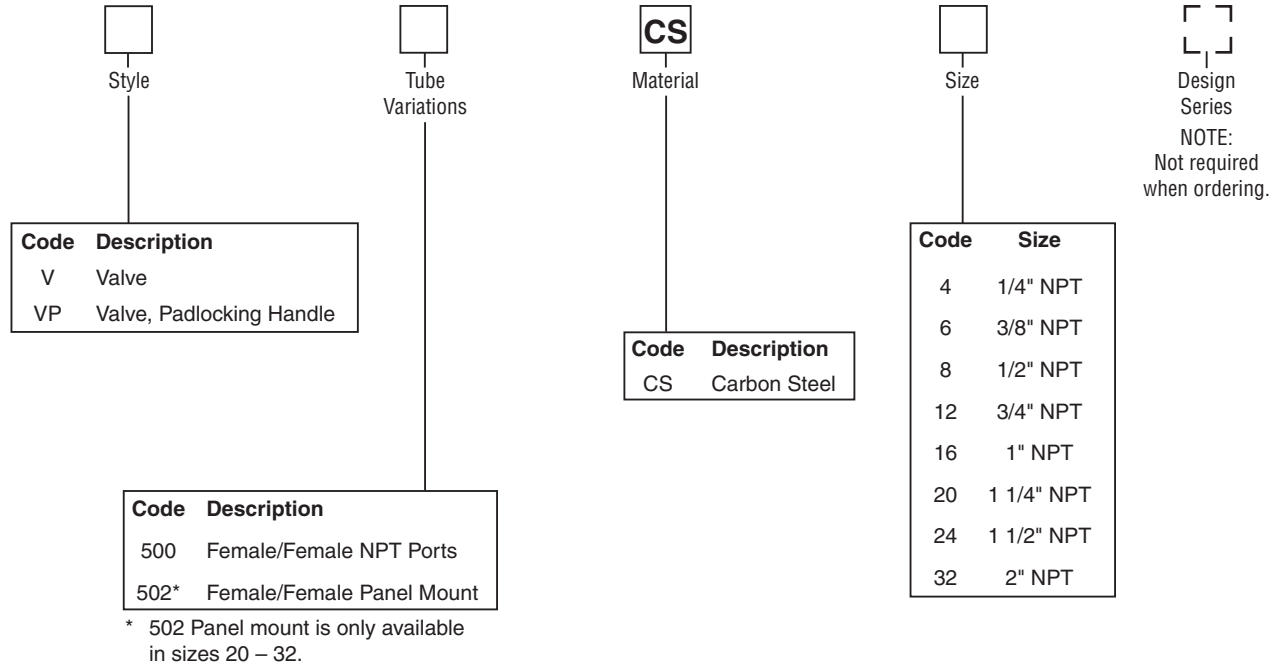 CS
Style
Tube
Variations
Material
Size
Design
Series
NOTE:
Not required
when ordering.
Code Description
V Valve
VP Valve, Padlocking Handle
Code Description
500 Female/Female NPT Ports
502* Female/Female Panel Mount
* 502 Panel mount is only available
in sizes 20 – 32.
Code Description
CS Carbon Steel
Code Size
4 1/4" NPT
6 3/8" NPT
8 1/2" NPT
12 3/4" NPT
16 1" NPT
20 1 1/4" NPT
24 1 1/2" NPT
32 2" NPT